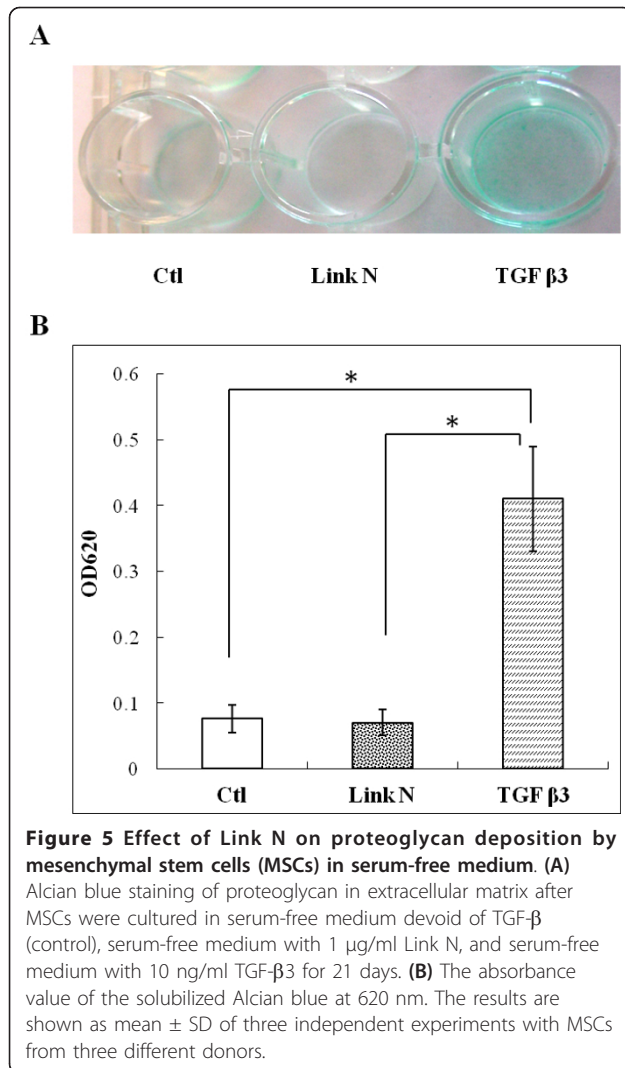 A
Ctl Link N TGF β3
B
*
*
0.6
0.5
0.4
0.3
0.2
0.1
0
OD620
Ctl Link N TGF β3
Figure 5 Effect of Link N on proteoglycan deposition by
mesenchymal stem cells (MSCs) in serum-free medium. (A)
Alcian blue staining of proteoglycan in extracellular matrix after
MSCs were cultured in serum-free medium devoid of TGF-β
(control), serum-free medium with 1 μg/ml Link N, and serum-free
medium with 10 ng/ml TGF-β3 for 21 days. (B) The absorbance
value of the solubilized Alcian blue at 620 nm. The results are
shown as mean ± SD of three independent experiments with MSCs
from three different donors.